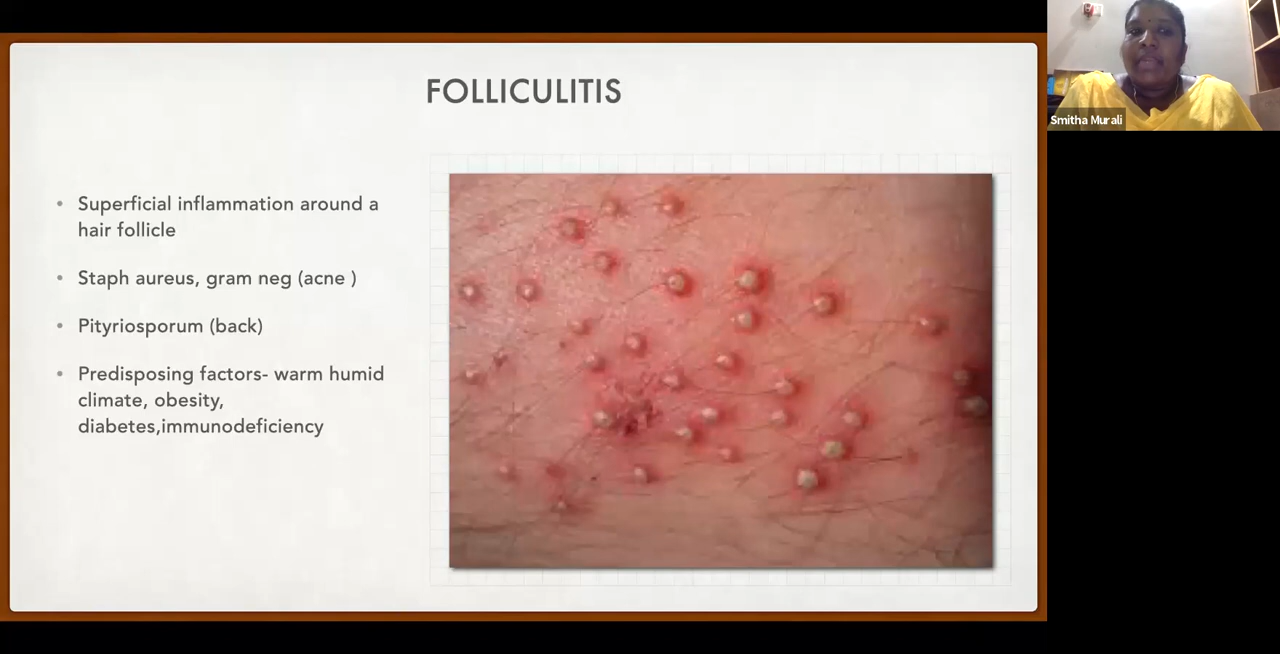 FOLLICULITIS
Superficial inflammation around a
hair follicle
Staph aureus, gram neg (acne )
Pityriosporum (back)
Predisposing factors- warm humid
climate, obesity,
diabetes,immunodeficiency
Smitha Murali